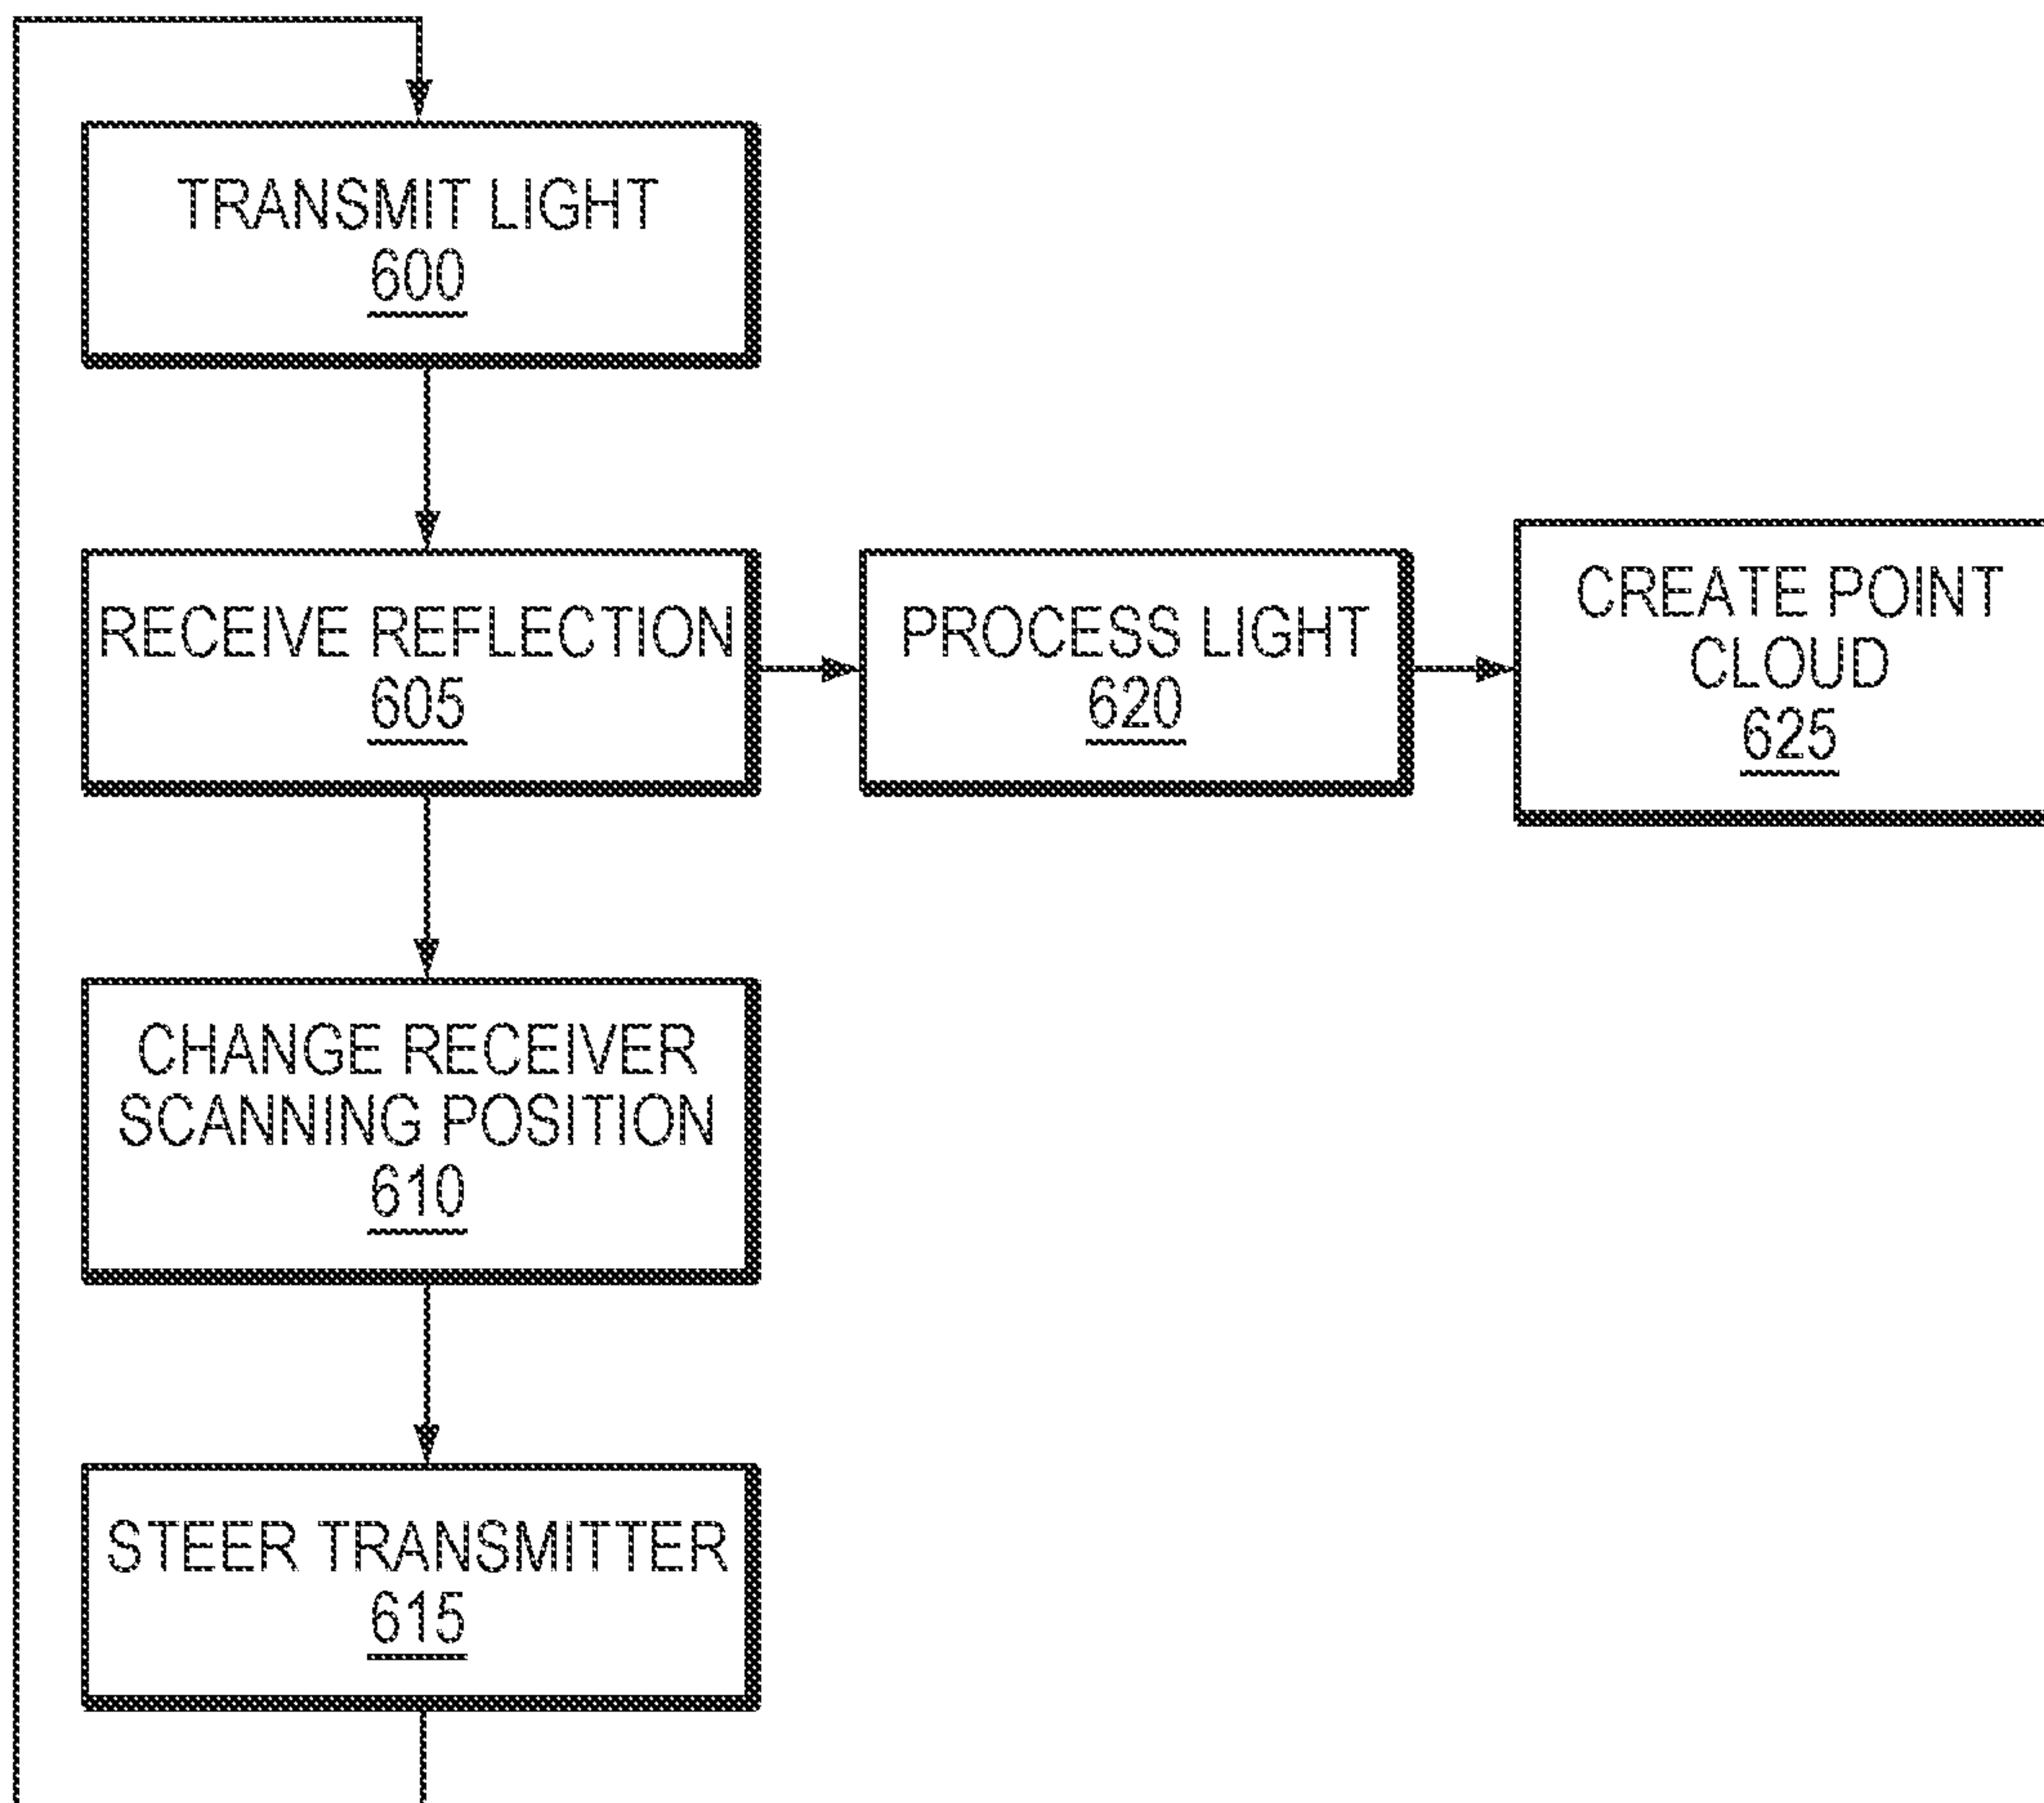 TRANSMIT LIGHT
600
RECEIVE REFLECTION
605
PROCESS LIGHT
620
CREATE POINT
CLOUD
625
CHANGE RECEIVER
SCANNING POSITION
610
STEER TRANSMITTER
615